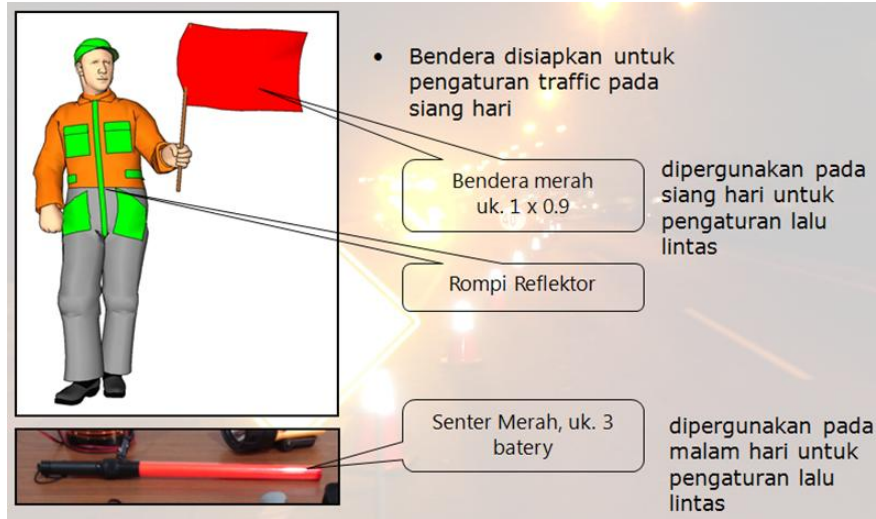 • Bendera disiapkan untuk
pengaturan traffic pada
siang hari
Bendera merah
uk. 1 x 0.9
dipergunakan pada
siang hari untuk
pengaturan lalu
lintas
Rompi Reflektor
Senter Merah, uk. 3
batery
dipergunakan pada
malam hari untuk
pengaturan lalu
lintas